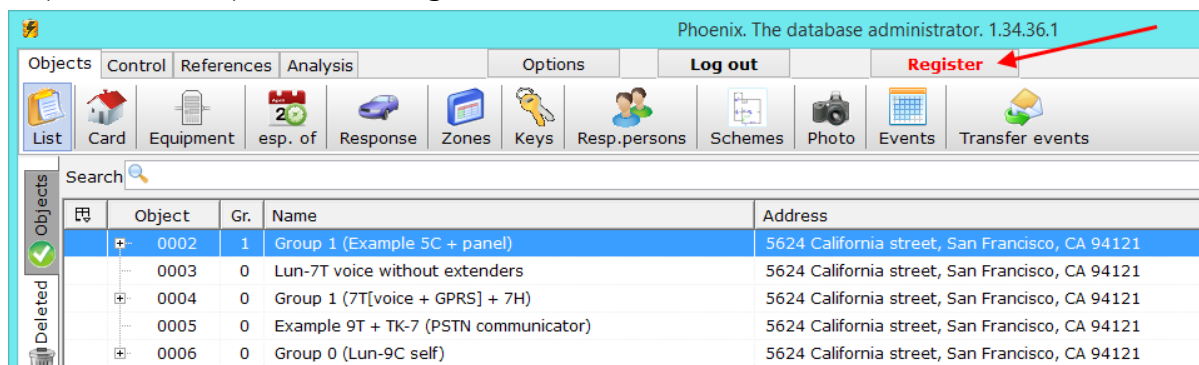 Phoenix. The database administrator. 1.34.36.1
Objects Control References Analysis Options Log out Register
List Card Equipment esp. of Response Zones Keys Resp.persons Schemes Photo Events Transfer events
Search
Objects
Deleted
Object Gr. Name Address
0002 1 Group 1 (Example 5C + panel) 5624 California street, San Francisco, CA 94121
0003 0 Lun-7T voice without extenders 5624 California street, San Francisco, CA 94121
0004 0 Group 1 (7T[voice + GPRS] + 7H) 5624 California street, San Francisco, CA 94121
0005 0 Example 9T + TK-7 (PSTN communicator) 5624 California street, San Francisco, CA 94121
0006 0 Group 0 (Lun-9C self) 5624 California street, San Francisco, CA 94121